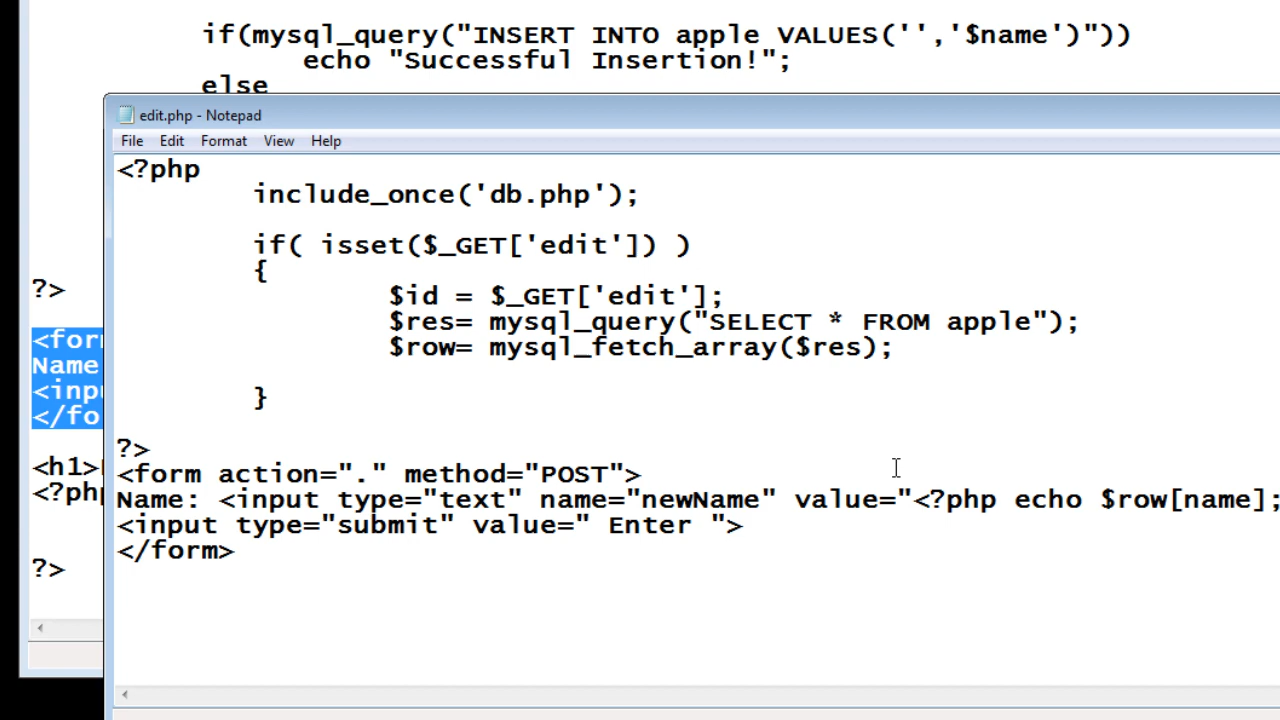 if(mysql_query("INSERT INTO apple VALUES('','$name')"))
echo "Successful Insertion!";
else
edit.php - Notepad
File Edit Format View Help
<?php
include_once('db.php');
if( isset($_GET['edit']) )
{
$id = $_GET['edit'];
$res= mysql_query("SELECT * FROM apple");
$row= mysql_fetch_array($res);
}
?>
<form action="." method="POST">
Name: <input type="text" name="newName" value="<?php echo $row[name];
<input type="submit" value=" Enter ">
</form>
?>
<for
Name
<inpu
</fo
<h1>
<?php
?>